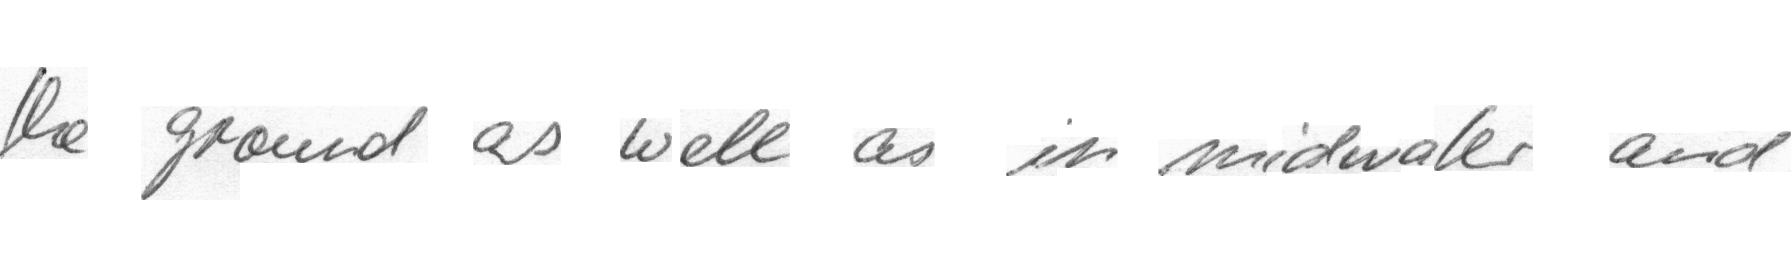 the ground as well as in midwater and